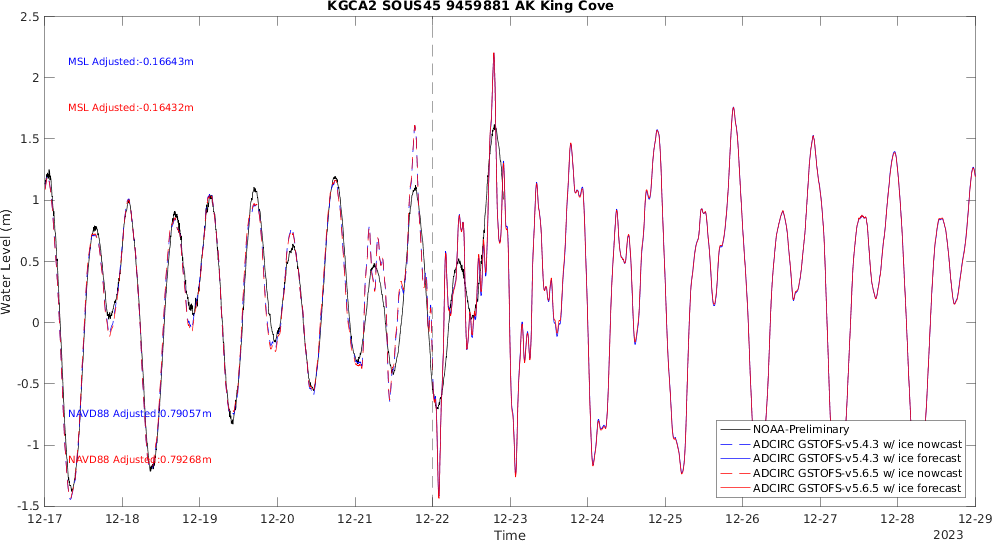 KGCA2 SOUS45 9459881 AK King Cove
Water Level (m)
2.5
2
1.5
1
0.5
0
-0.5
-1
-1.5
MSL Adjusted:-0.16643m
MSL Adjusted:-0.16432m
NAVD88 Adjusted:0.79057m
NAVD88 Adjusted:0.79268m
NOAA-Preliminary
ADCIRC GSTOFS-v5.4.3 w/ ice nowcast
ADCIRC GSTOFS-v5.4.3 w/ ice forecast
ADCIRC GSTOFS-v5.6.5 w/ ice nowcast
ADCIRC GSTOFS-v5.6.5 w/ ice forecast
12-17 12-18 12-19 12-20 12-21 12-22 12-23 12-24 12-25 12-26 12-27 12-28 12-29
Time
2023